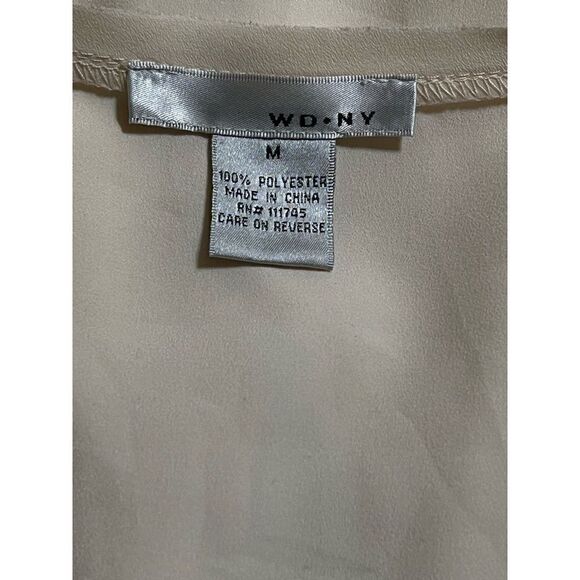 WD•NY
M
100% POLYESTER
MADE IN CHINA
RN# 111745
CARE ON REVERSE